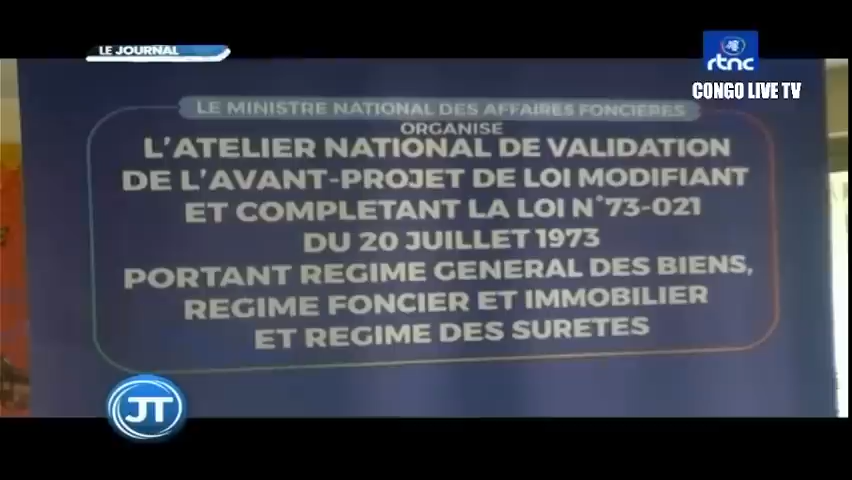 LE JOURNAL
rtnc
CONGO LIVE TV
LE MINISTRE NATIONAL DES AFFAIRES FONCIERES
ORGANISE
L'ATELIER NATIONAL DE VALIDATION
DE L'AVANT-PROJET DE LOI MODIFIANT
ET COMPLETANT LA LOI N°73-021
DU 20 JUILLET 1973
PORTANT REGIME GENERAL DES BIENS,
REGIME FONCIER ET IMMOBILIER
ET REGIME DES SURETES
JT